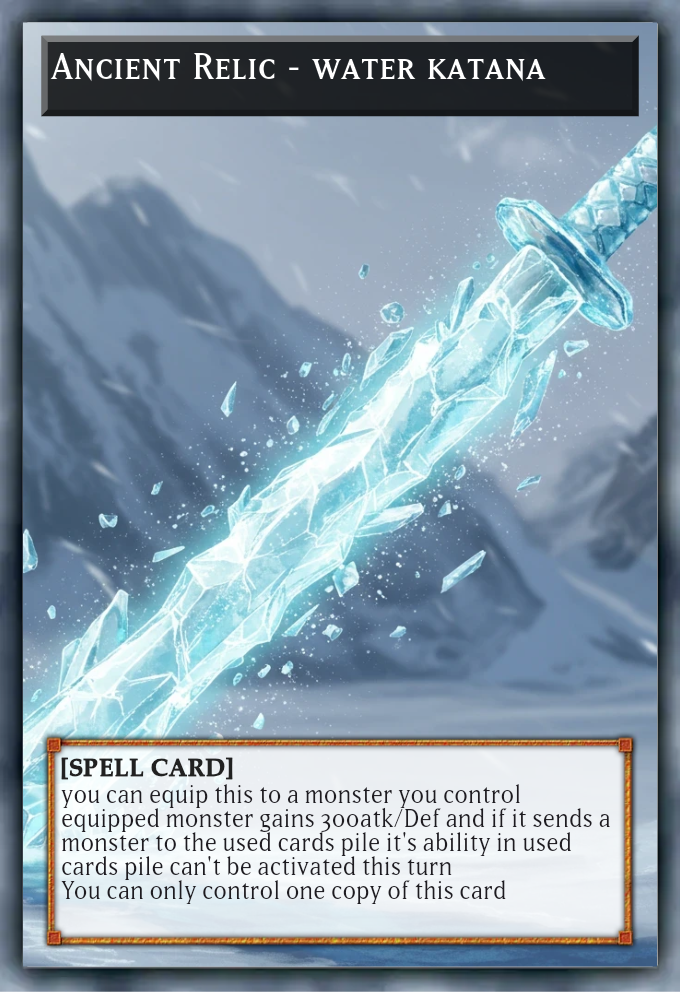 Ancient Relic - water katana
[SPELL CARD]
you can equip this to a monster you control
equipped monster gains 300atk/Def and if it sends a
monster to the used cards pile it's ability in used
cards pile can't be activated this turn
You can only control one copy of this card